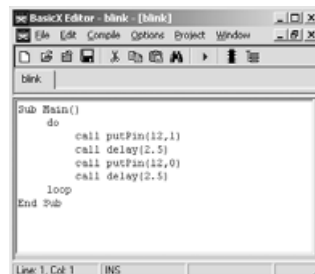 BasicX Editor - blink - [blink]
File Edit Compile Options Project Window
blink
Sub Main()
do
call putPin(12,1)
call delay(2.5)
call putPin(12,0)
call delay(2.5)
loop
End Sub
Line: 1, Col: 1 INS